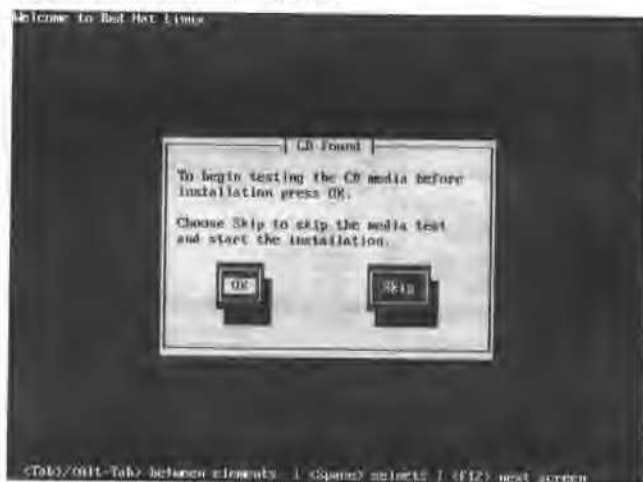 Welcome to Red Hat Linux
CD Found
To begin testing the CD media before
installation press OK.
Choose Skip to skip the media test
and start the installation.
OK
Skip
<Tab>/<Alt-Tab> between elements | <Space> selects | <F12> next screen